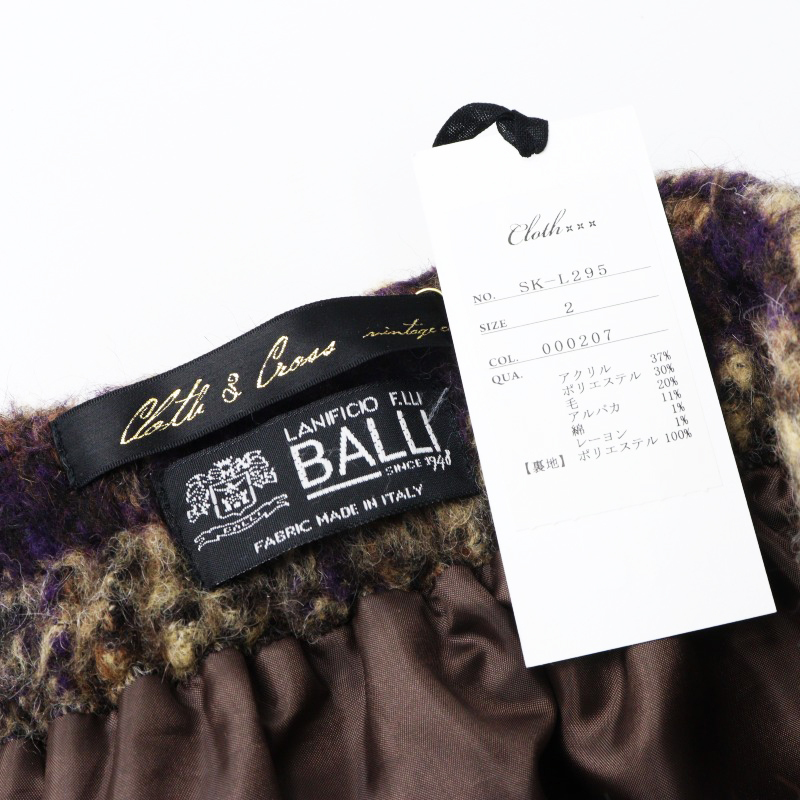 Cloth×××
NO. SK-L295
SIZE 2
COL. 000207
QUA. アクリル 37%
ポリエステル 30%
毛 20%
アルパカ 11%
綿 1%
レーヨン 1%
【裏地】 ポリエステル 100%
Cloth & Cross vintage
LANIFICIO F.LLI
BALLI
SINCE 1948
BALLI
FABRIC MADE IN ITALY